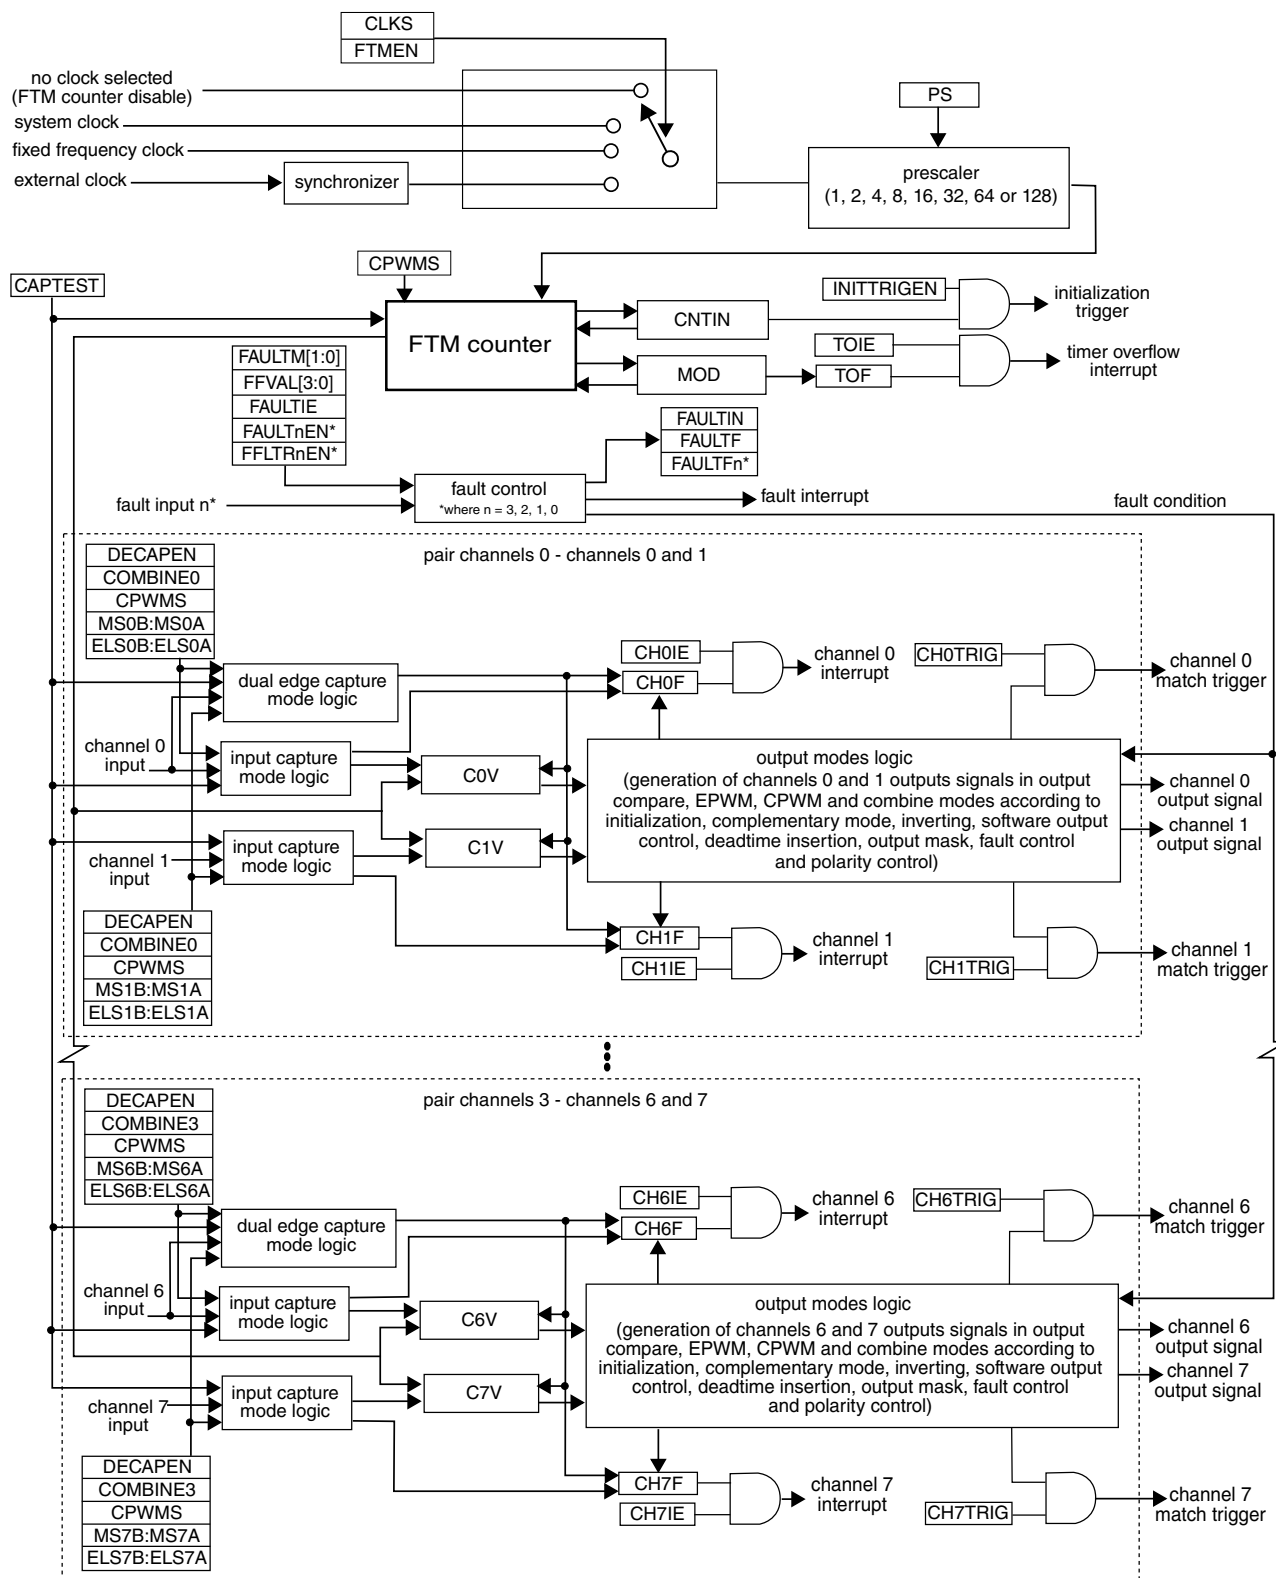 CLKS
FTMEN
no clock selected
(FTM counter disable)
system clock
fixed frequency clock
external clock
synchronizer
PS
prescaler
(1, 2, 4, 8, 16, 32, 64 or 128)
CPWMS
CAPTEST
FTM counter
CNTIN
MOD
INITTRIGEN
initialization
trigger
TOIE
TOF
timer overflow
interrupt
FAULTM[1:0]
FFVAL[3:0]
FAULTIE
FAULTnEN*
FFLTRnEN*
FAULTIN
FAULTF
FAULTFn*
fault input n*
fault control
*where n = 3, 2, 1, 0
fault interrupt
fault condition
pair channels 0 - channels 0 and 1
DECAPEN
COMBINE0
CPWMS
MS0B:MS0A
ELS0B:ELS0A
dual edge capture
mode logic
CH0IE
CH0F
channel 0
interrupt
CH0TRIG
channel 0
match trigger
channel 0
input
input capture
mode logic
C0V
output modes logic
(generation of channels 0 and 1 outputs signals in output
compare, EPWM, CPWM and combine modes according to
initialization, complementary mode, inverting, software output
control, deadtime insertion, output mask, fault control
and polarity control)
channel 0
output signal
channel 1
output signal
channel 1
input
input capture
mode logic
C1V
DECAPEN
COMBINE0
CPWMS
MS1B:MS1A
ELS1B:ELS1A
CH1F
CH1IE
channel 1
interrupt
CH1TRIG
channel 1
match trigger
pair channels 3 - channels 6 and 7
DECAPEN
COMBINE3
CPWMS
MS6B:MS6A
ELS6B:ELS6A
dual edge capture
mode logic
CH6IE
CH6F
channel 6
interrupt
CH6TRIG
channel 6
match trigger
channel 6
input
input capture
mode logic
C6V
output modes logic
(generation of channels 6 and 7 outputs signals in output
compare, EPWM, CPWM and combine modes according to
initialization, complementary mode, inverting, software output
control, deadtime insertion, output mask, fault control
and polarity control)
channel 6
output signal
channel 7
output signal
channel 7
input
input capture
mode logic
C7V
DECAPEN
COMBINE3
CPWMS
MS7B:MS7A
ELS7B:ELS7A
CH7F
CH7IE
channel 7
interrupt
CH7TRIG
channel 7
match trigger